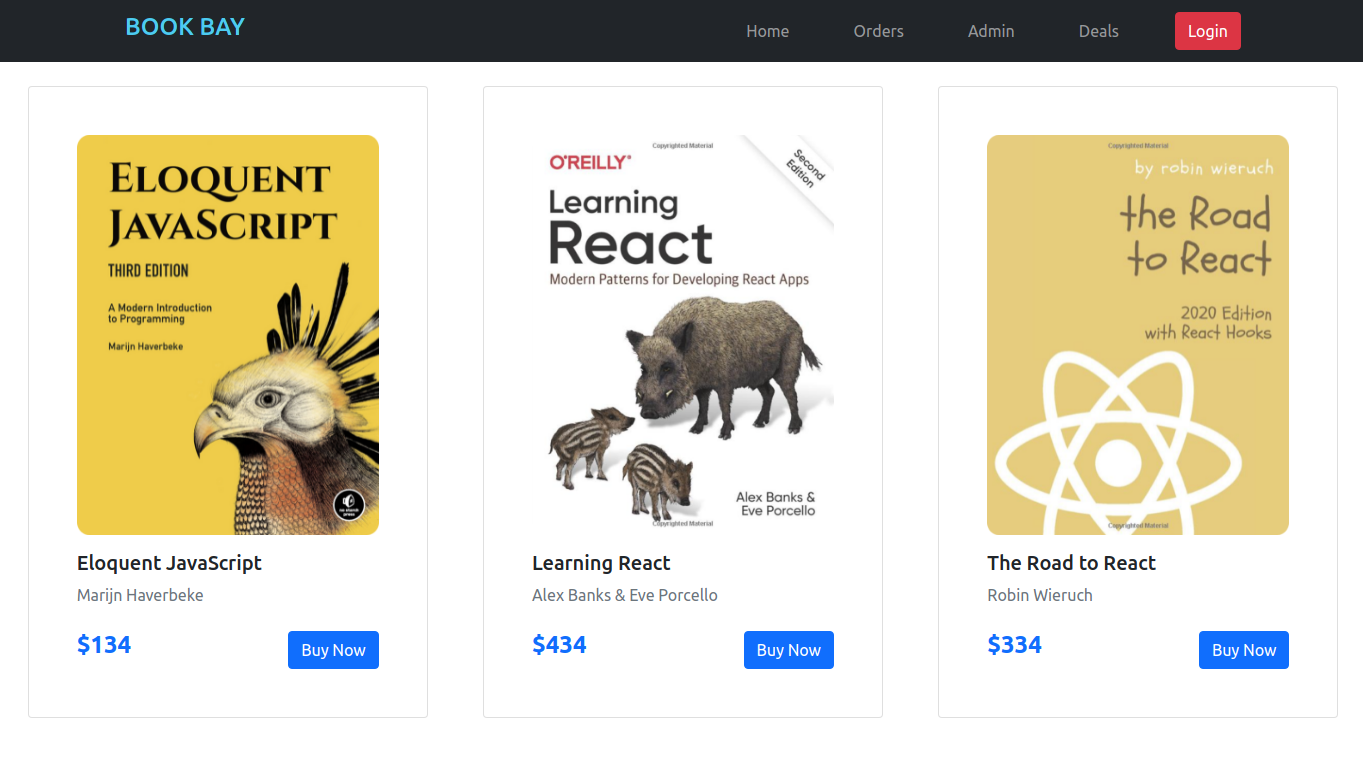 BOOK BAY
Home Orders Admin Deals Login
ELOQUENT
JAVASCRIPT
THIRD EDITION
A Modern Introduction
to Programming
Marijn Haverbeke
no starch
press
Eloquent JavaScript
Marijn Haverbeke
$134 Buy Now
Copyrighted Material
Second
Edition
O'REILLY®
Learning
React
Modern Patterns for Developing React Apps
Alex Banks &
Eve Porcello
Copyrighted Material
Learning React
Alex Banks & Eve Porcello
$434 Buy Now
Copyrighted Material
by robin wieruch
the Road
to React
2020 Edition
with React Hooks
Copyrighted Material
The Road to React
Robin Wieruch
$334 Buy Now